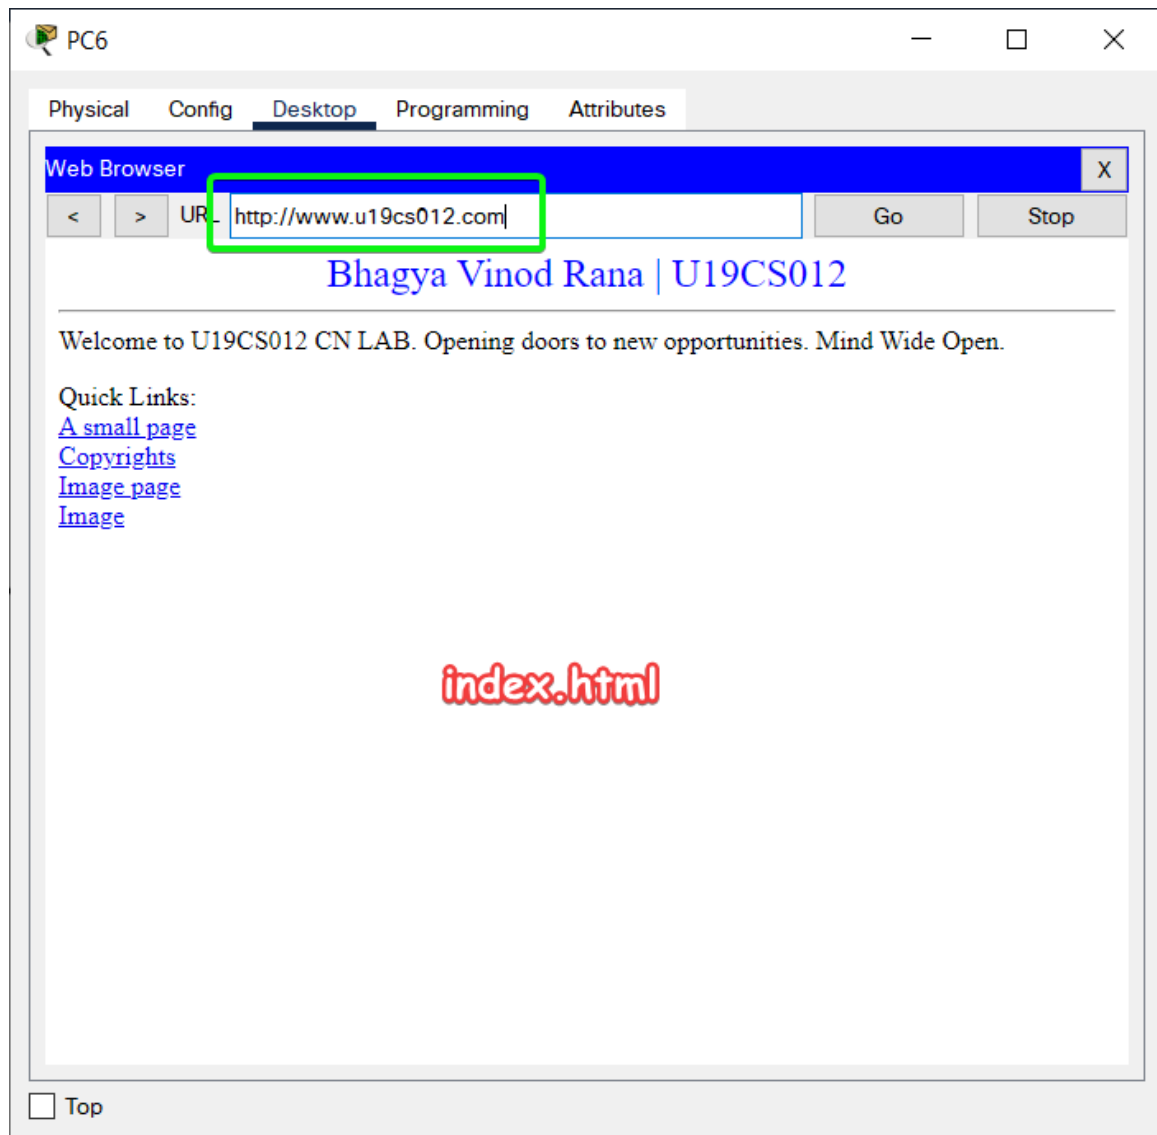 PC6
Physical Config Desktop Programming Attributes
Web Browser X
< > URL http://www.u19cs012.com Go Stop
Bhagya Vinod Rana | U19CS012
Welcome to U19CS012 CN LAB. Opening doors to new opportunities. Mind Wide Open.
Quick Links:
A small page
Copyrights
Image page
Image
index.html
Top